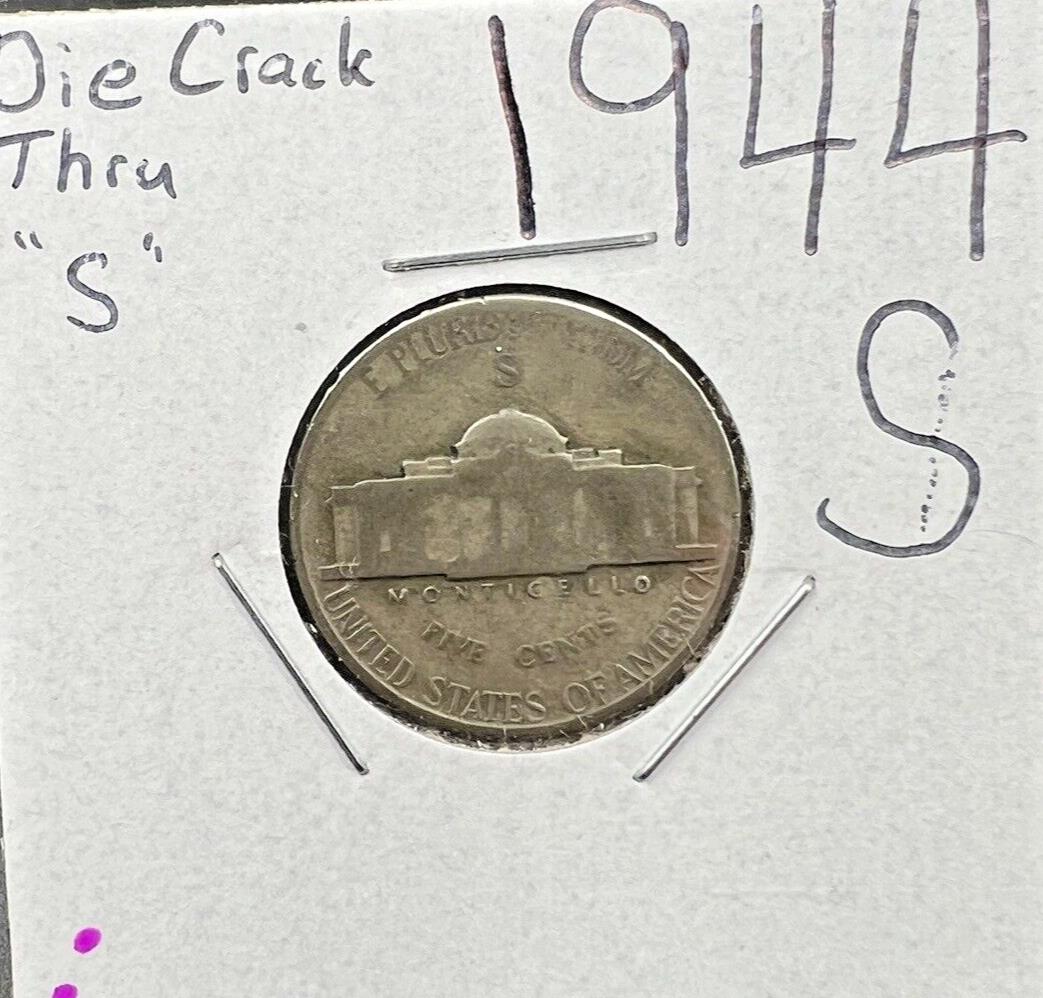 Die Crack
Thru
"S"
1944
S
E PLURIBUS UNUM
S
MONTICELLO
FIVE CENTS
UNITED STATES OF AMERICA